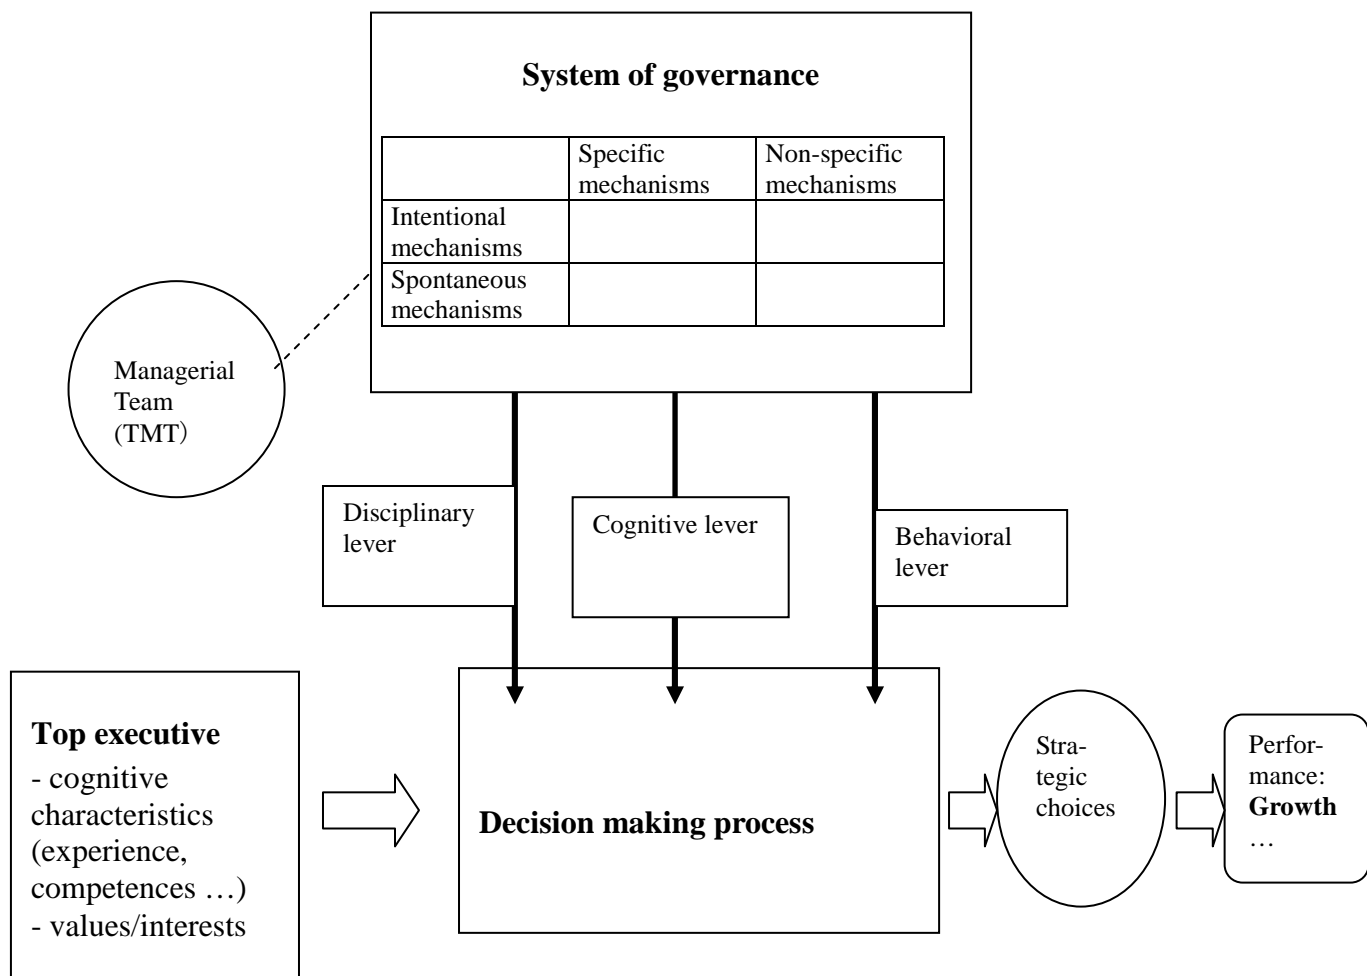 System of governance
Specific
mechanisms
Non-specific
mechanisms
Intentional
mechanisms
Spontaneous
mechanisms
Managerial
Team
(TMT)
Disciplinary
lever
Cognitive lever
Behavioral
lever
Top executive
- cognitive
characteristics
(experience,
competences …)
- values/interests
Decision making process
Stra-
tegic
choices
Perfor-
mance:
Growth
…